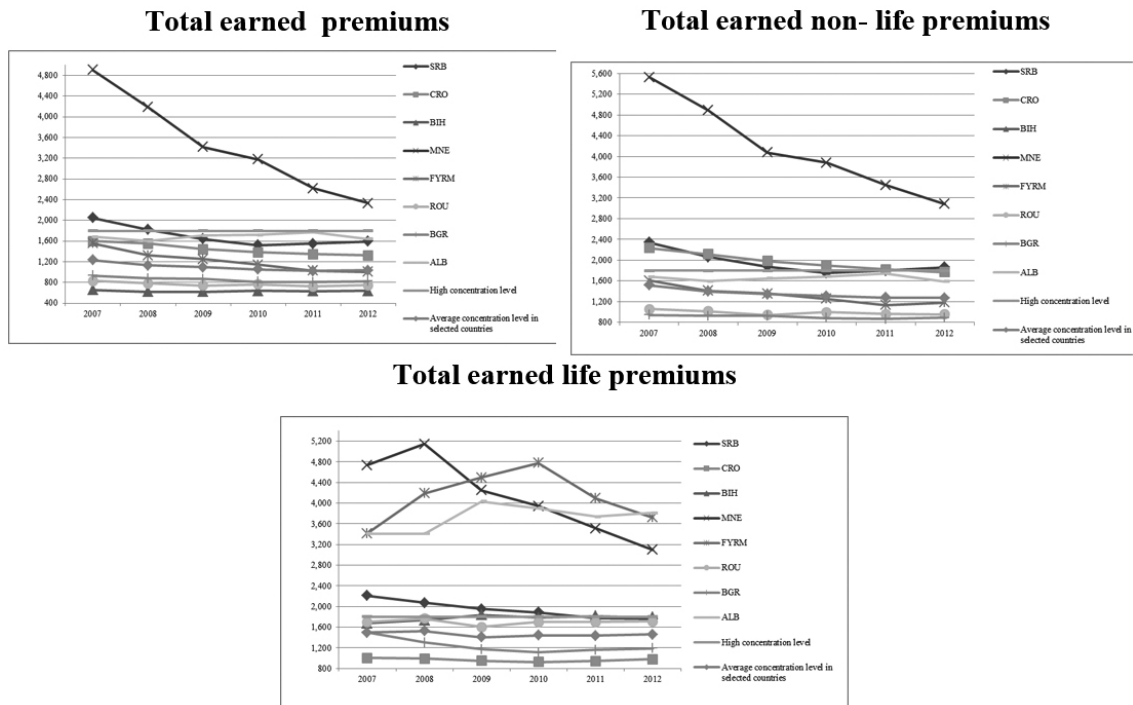 Total earned premiums
4,800
4,400
4,000
3,600
3,200
2,800
2,400
2,000
1,600
1,200
800
400
2007 2008 2009 2010 2011 2012
SRB
CRO
BIH
MNE
FYRM
ROU
BGR
ALB
High concentration level
Average concentration level in
selected countries
Total earned non- life premiums
5,600
5,200
4,800
4,400
4,000
3,600
3,200
2,800
2,400
2,000
1,600
1,200
800
2007 2008 2009 2010 2011 2012
SRB
CRO
BIH
MNE
FYRM
ROU
BGR
ALB
High concentration level
Average concentration level in
selected countries
Total earned life premiums
5,200
4,800
4,400
4,000
3,600
3,200
2,800
2,400
2,000
1,600
1,200
800
2007 2008 2009 2010 2011 2012
SRB
CRO
BIH
MNE
FYRM
ROU
BGR
ALB
High concentration level
Average concentration level in
selected countries